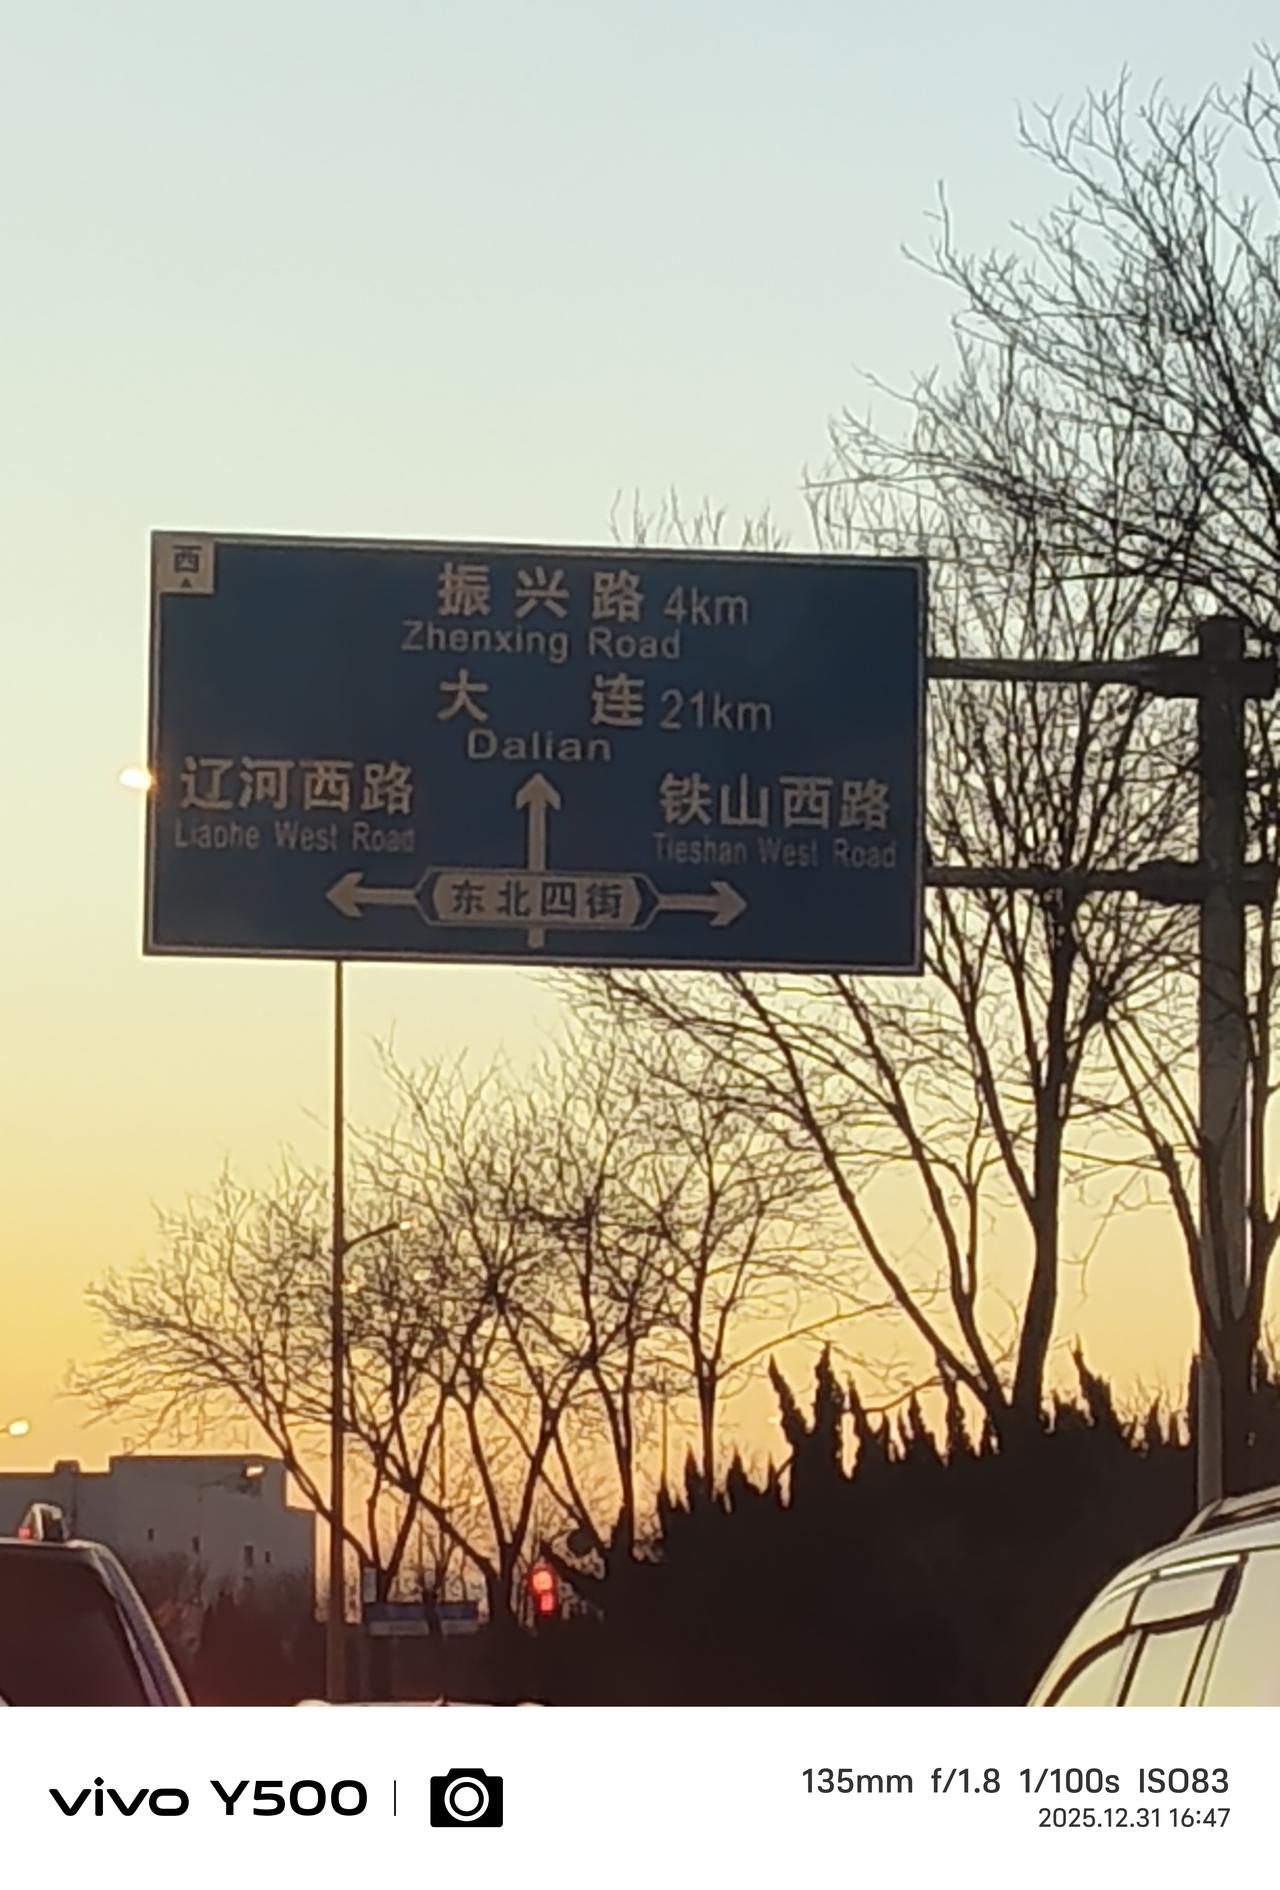 西
振兴路 4km
Zhenxing Road
大连 21km
Dalian
辽河西路
Liaohe West Road
铁山西路
Tieshan West Road
东北四街
vivo Y500
135mm f/1.8 1/100s ISO83
2025.12.31 16:47